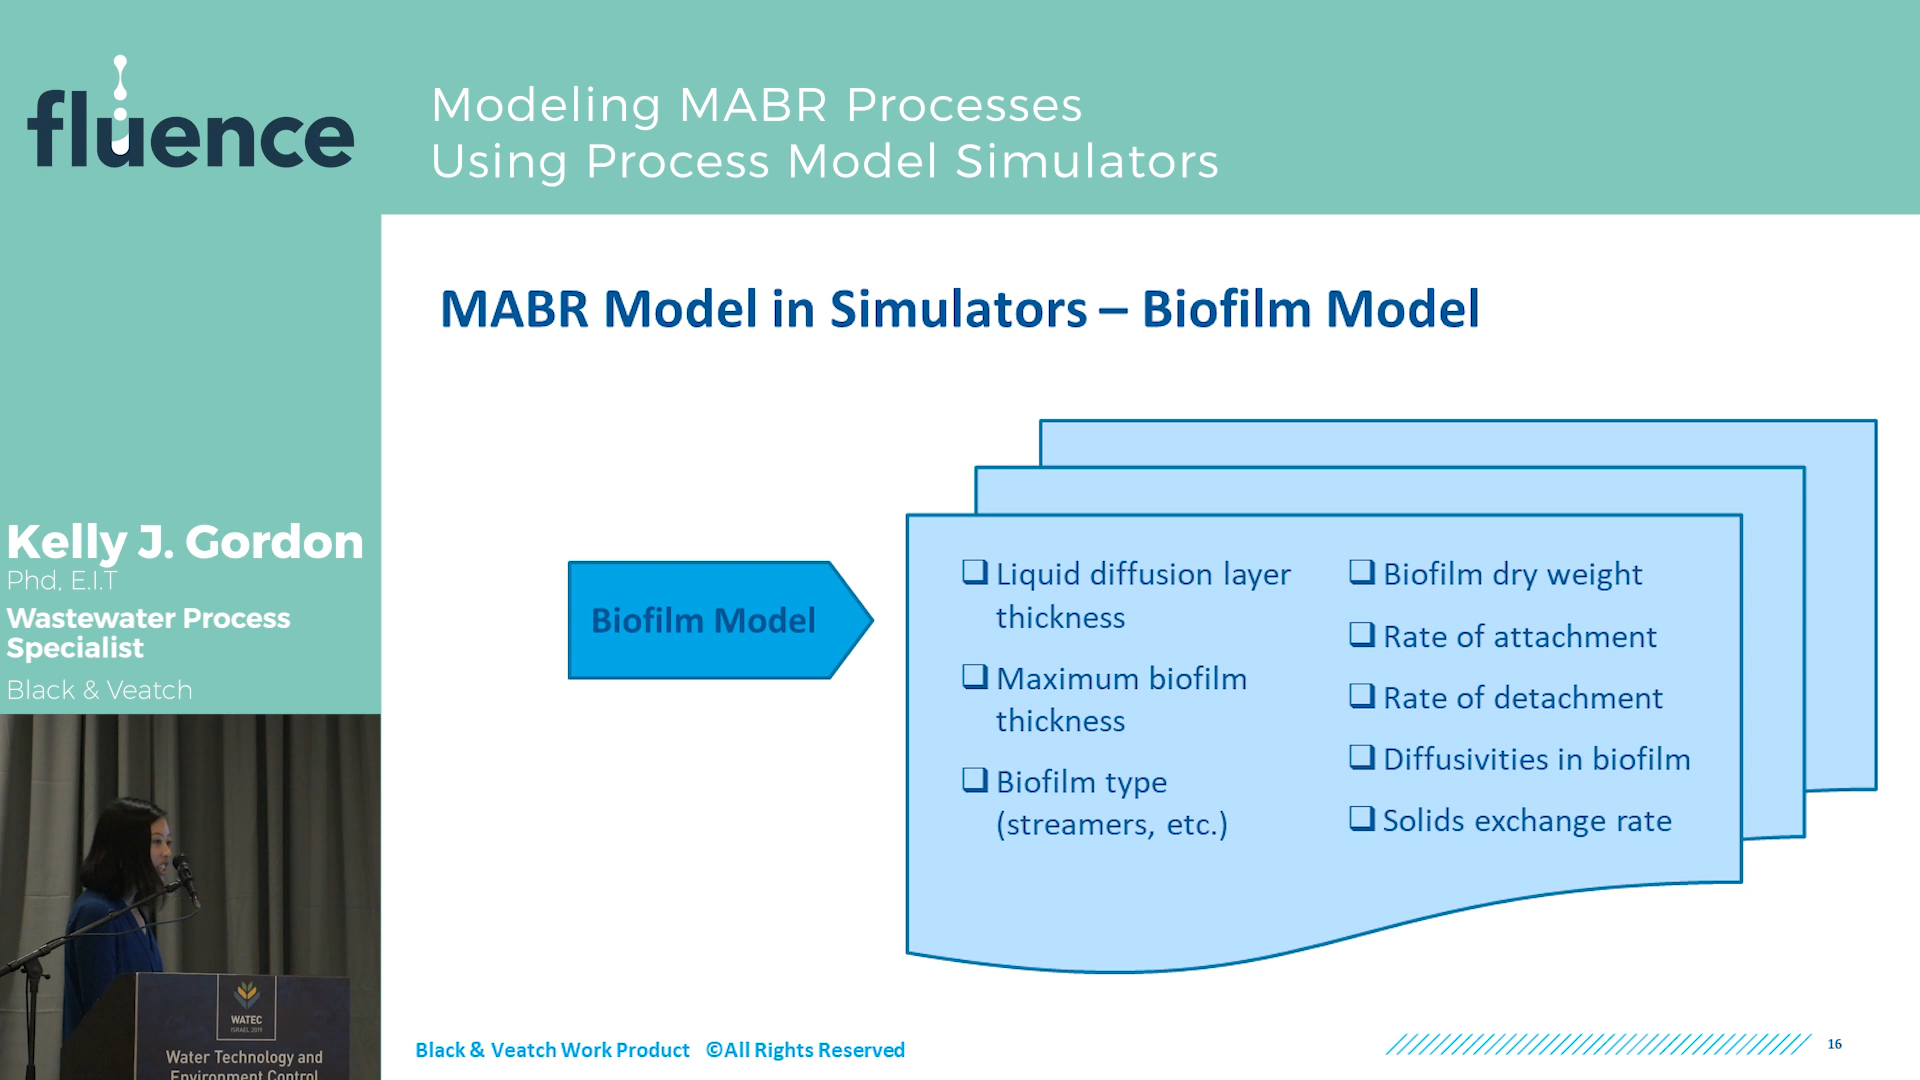 fluence
Modeling MABR Processes
Using Process Model Simulators
MABR Model in Simulators – Biofilm Model
Biofilm Model
❑ Liquid diffusion layer
thickness
❑ Maximum biofilm
thickness
❑ Biofilm type
(streamers, etc.)
❑ Biofilm dry weight
❑ Rate of attachment
❑ Rate of detachment
❑ Diffusivities in biofilm
❑ Solids exchange rate
Kelly J. Gordon
Phd, E.I.T
Wastewater Process
Specialist
Black & Veatch
WATEC
ISRAEL 2019
Water Technology and
Environment Control
Black & Veatch Work Product ©All Rights Reserved
16